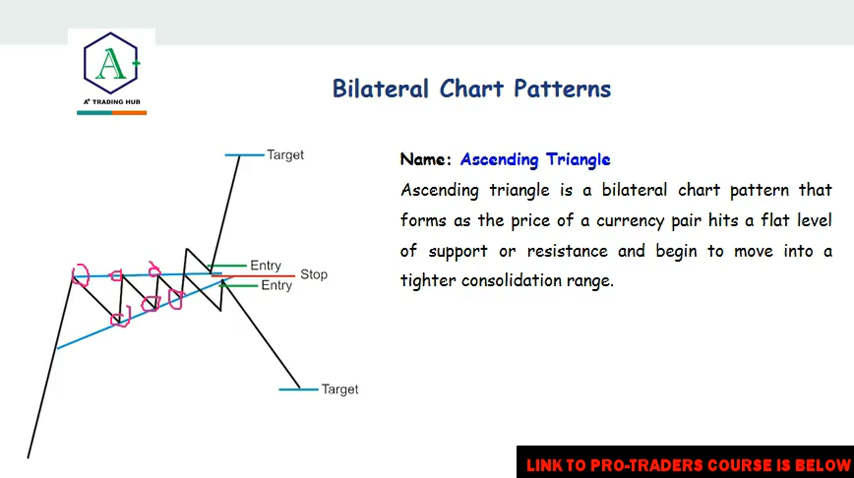 A+
A+ TRADING HUB
Bilateral Chart Patterns
Target
Entry
Stop
Entry
Target
Name: Ascending Triangle
Ascending triangle is a bilateral chart pattern that
forms as the price of a currency pair hits a flat level
of support or resistance and begin to move into a
tighter consolidation range.
LINK TO PRO-TRADERS COURSE IS BELOW